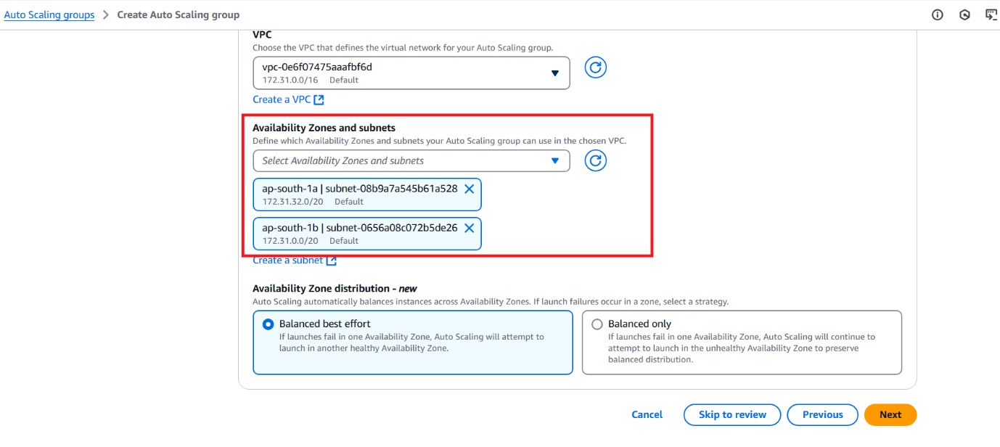 Auto Scaling groups > Create Auto Scaling group
VPC
Choose the VPC that defines the virtual network for your Auto Scaling group.
vpc-0e6f07475aaafbf6d
172.31.0.0/16 Default
Create a VPC
Availability Zones and subnets
Define which Availability Zones and subnets your Auto Scaling group can use in the chosen VPC.
Select Availability Zones and subnets
ap-south-1a | subnet-08b9a7a545b61a528
172.31.32.0/20 Default
ap-south-1b | subnet-0656a08c072b5de26
172.31.0.0/20 Default
Create a subnet
Availability Zone distribution - new
Auto Scaling automatically balances instances across Availability Zones. If launch failures occur in a zone, select a strategy.
Balanced best effort
If launches fail in one Availability Zone, Auto Scaling will attempt to
launch in another healthy Availability Zone.
Balanced only
If launches fail in one Availability Zone, Auto Scaling will continue to
attempt to launch in the unhealthy Availability Zone to preserve
balanced distribution.
Cancel
Skip to review
Previous
Next